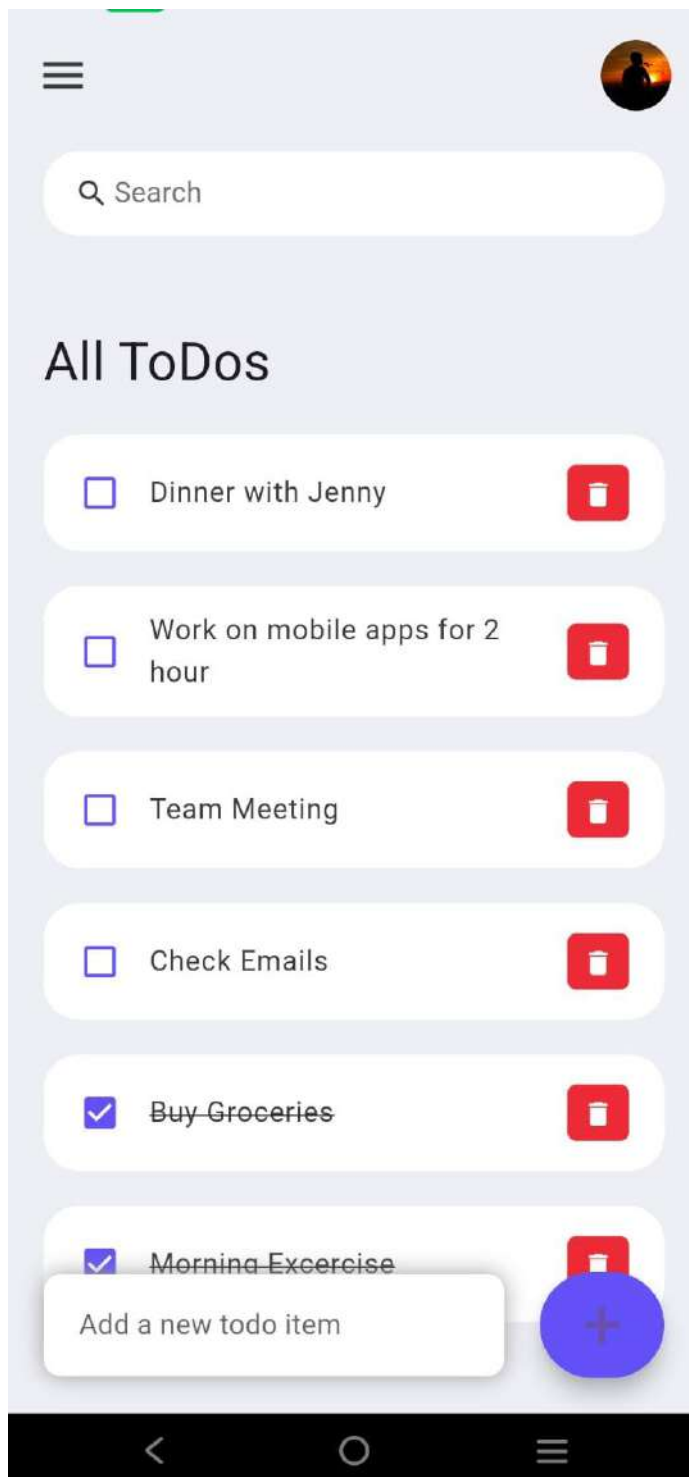 Search
All ToDos
Dinner with Jenny
Work on mobile apps for 2
hour
Team Meeting
Check Emails
Buy Groceries
Morning Excercise
Add a new todo item